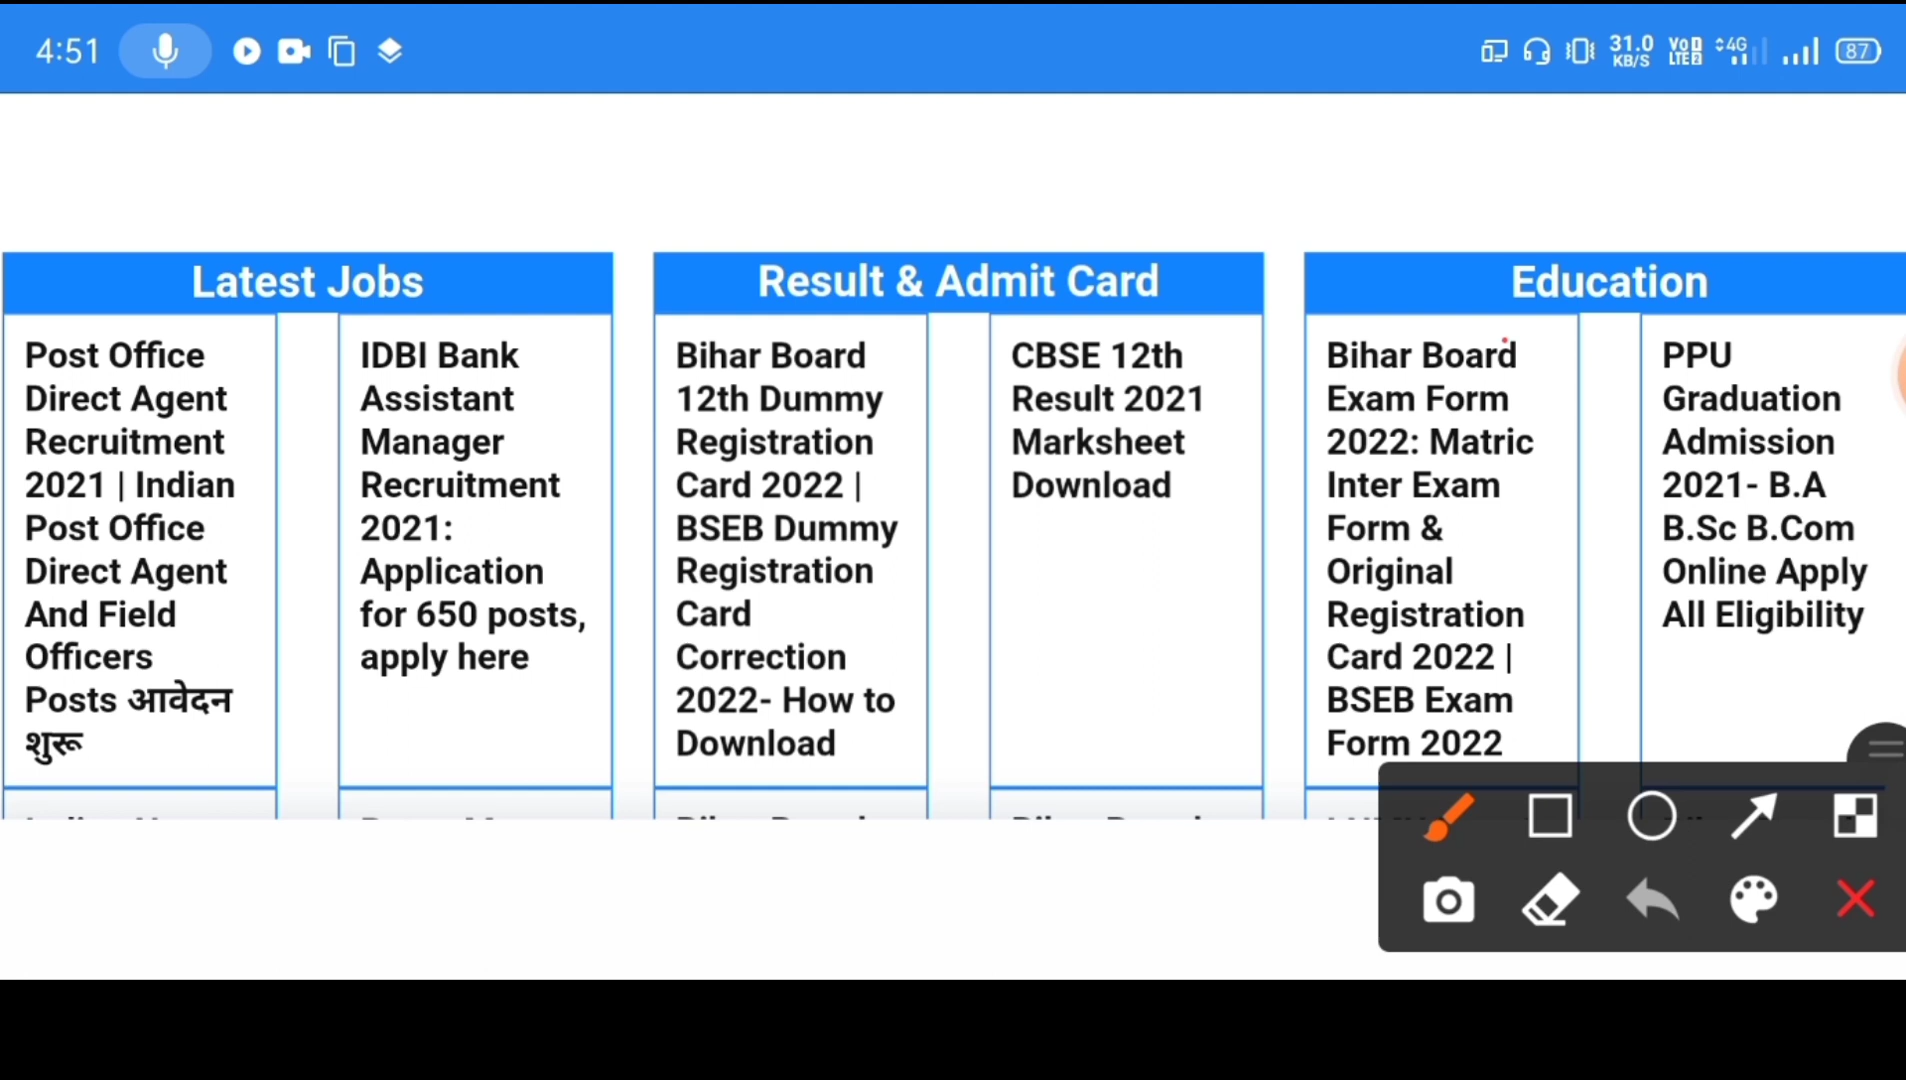 4:51
31.0
KB/S
VoD
LTE2
4G
87
Latest Jobs
Result & Admit Card
Education
Post Office
Direct Agent
Recruitment
2021 | Indian
Post Office
Direct Agent
And Field
Officers
Posts आवेदन
शुरू
IDBI Bank
Assistant
Manager
Recruitment
2021:
Application
for 650 posts,
apply here
Bihar Board
12th Dummy
Registration
Card 2022 |
BSEB Dummy
Registration
Card
Correction
2022- How to
Download
CBSE 12th
Result 2021
Marksheet
Download
Bihar Board
Exam Form
2022: Matric
Inter Exam
Form &
Original
Registration
Card 2022 |
BSEB Exam
Form 2022
PPU
Graduation
Admission
2021- B.A
B.Sc B.Com
Online Apply
All Eligibility